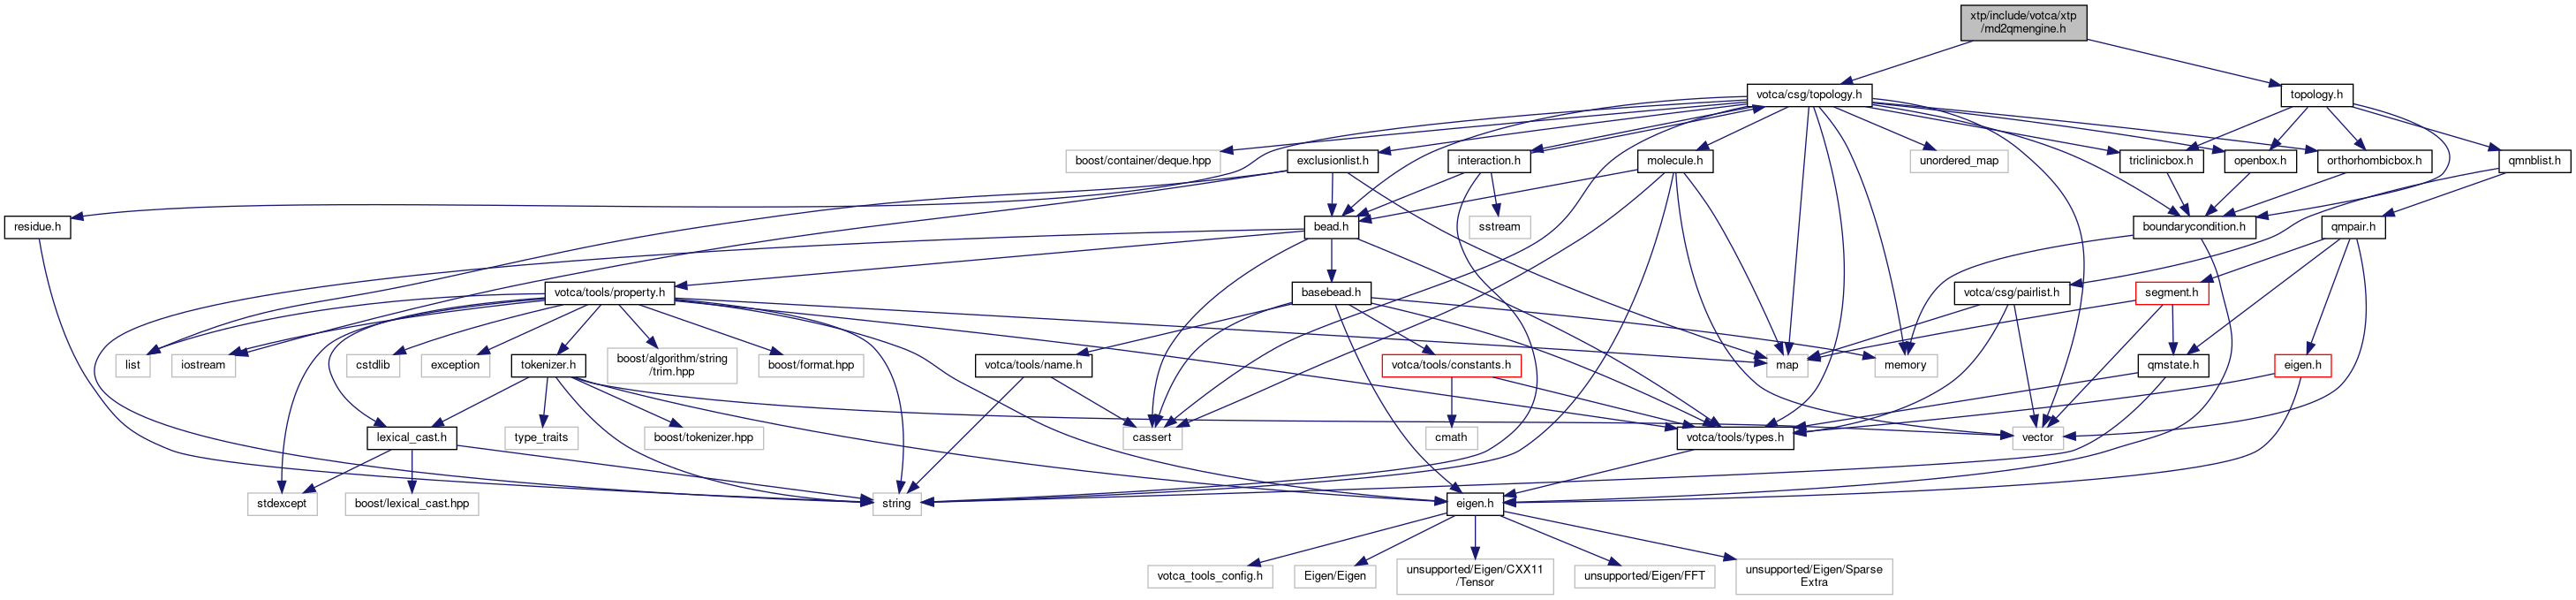 xtp/include/votca/xtp
/md2qmengine.h
votca/csg/topology.h
topology.h
boost/container/deque.hpp
exclusionlist.h
interaction.h
molecule.h
unordered_map
triclinicbox.h
openbox.h
orthorhombicbox.h
qmnblist.h
residue.h
bead.h
sstream
boundarycondition.h
qmpair.h
votca/tools/property.h
basebead.h
votca/csg/pairlist.h
segment.h
list
iostream
cstdlib
exception
tokenizer.h
boost/algorithm/string
/trim.hpp
boost/format.hpp
votca/tools/name.h
votca/tools/constants.h
map
memory
qmstate.h
eigen.h
lexical_cast.h
type_traits
boost/tokenizer.hpp
cassert
cmath
votca/tools/types.h
vector
stdexcept
boost/lexical_cast.hpp
string
eigen.h
votca_tools_config.h
Eigen/Eigen
unsupported/Eigen/CXX11
/Tensor
unsupported/Eigen/FFT
unsupported/Eigen/Sparse
Extra